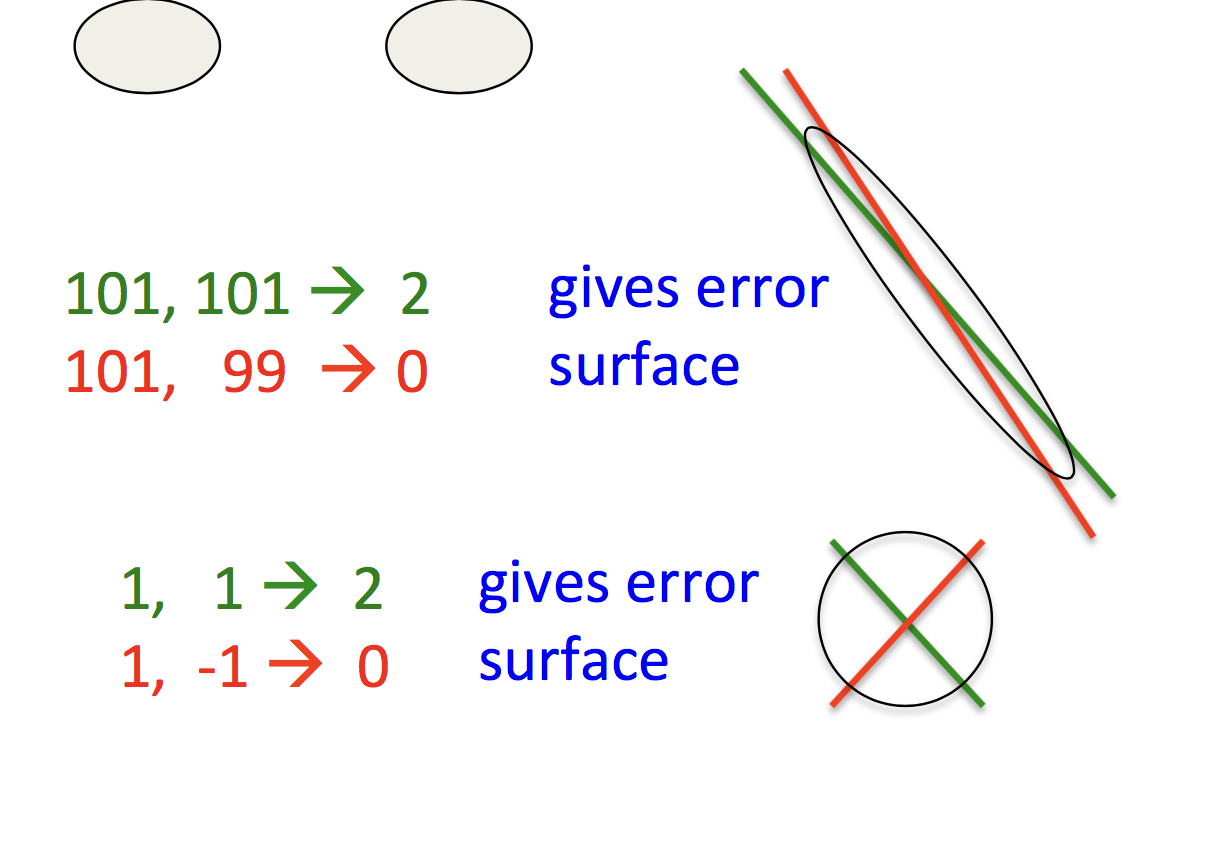 101, 101 → 2 gives error
101, 99 → 0 surface
1, 1 → 2 gives error
1, -1 → 0 surface